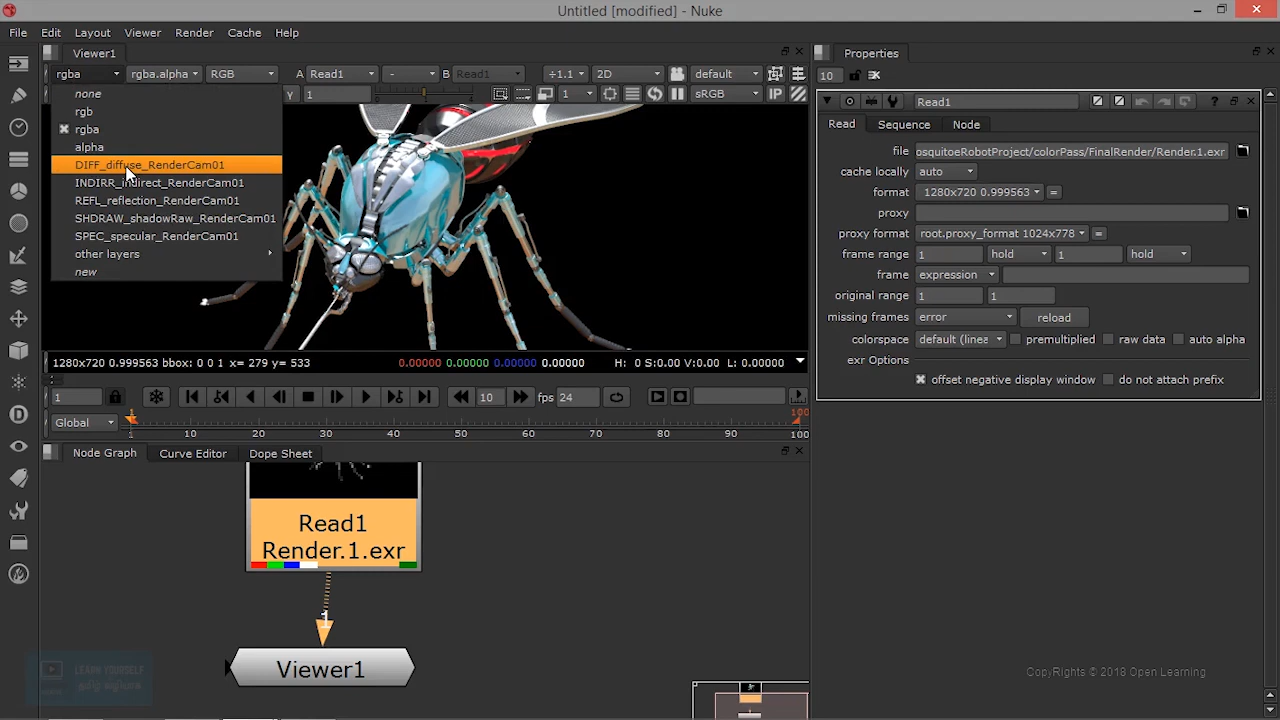 Untitled [modified] - Nuke
File Edit Layout Viewer Render Cache Help
Viewer1
rgba rgba.alpha RGB A Read1 - B Read1 ÷1.1 2D default
Y 1 1 sRGB IP
none
rgb
rgba
alpha
DIFF_diffuse_RenderCam01
INDIRR_indirect_RenderCam01
REFL_reflection_RenderCam01
SHDRAW_shadowRaw_RenderCam01
SPEC_specular_RenderCam01
other layers
new
1280x720 0.999563 bbox: 0 0 1 x= 279 y= 533 0.00000 0.00000 0.00000 0.00000 H: 0 S:0.00 V:0.00 L: 0.00000
1 10 fps 24
Global 1 1 10 20 30 40 50 60 70 80 90 100 100
Node Graph Curve Editor Dope Sheet
Read1
Render.1.exr
1
Viewer1
LEARN YOURSELF
Properties
10
Read1
Read Sequence Node
file osquitoeRobotProject/colorPass/FinalRender/Render.1.exr
cache locally auto
format 1280x720 0.999563 =
proxy
proxy format root.proxy_format 1024x778 =
frame range 1 hold 1 hold
frame expression
original range 1 1
missing frames error reload
colorspace default (linea premultiplied raw data auto alpha
exr Options
offset negative display window do not attach prefix
CopyRights © 2018 Open Learning